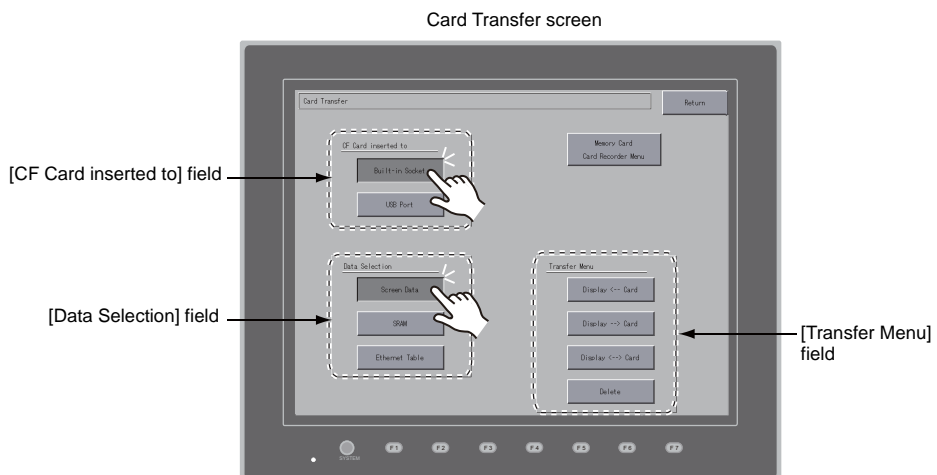 Card Transfer screen
Card Transfer
Return
CF Card inserted to
Memory Card
Card Recorder Menu
Built-in Socket
[CF Card inserted to] field
USB Port
Data Selection
Transfer Menu
Screen Data
Display <-- Card
[Data Selection] field
SRAM
Display --> Card
[Transfer Menu]
field
Ethernet Table
Display <--> Card
Delete
SYSTEM
F1
F2
F3
F4
F5
F6
F7